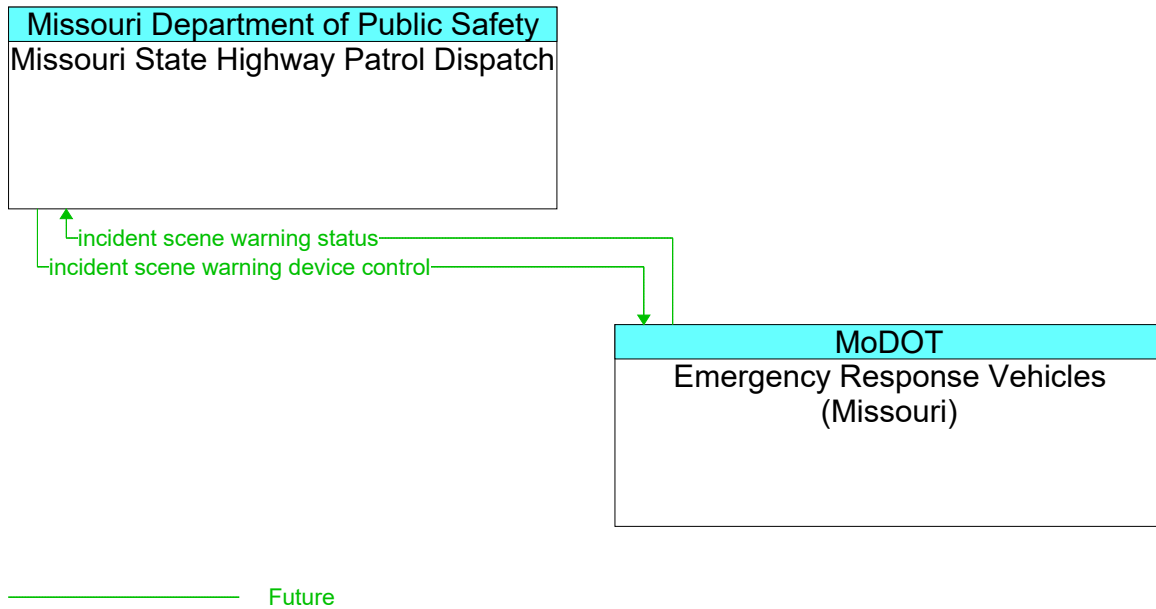 Missouri Department of Public Safety
Missouri State Highway Patrol Dispatch
incident scene warning status
incident scene warning device control
MoDOT
Emergency Response Vehicles
(Missouri)
Future